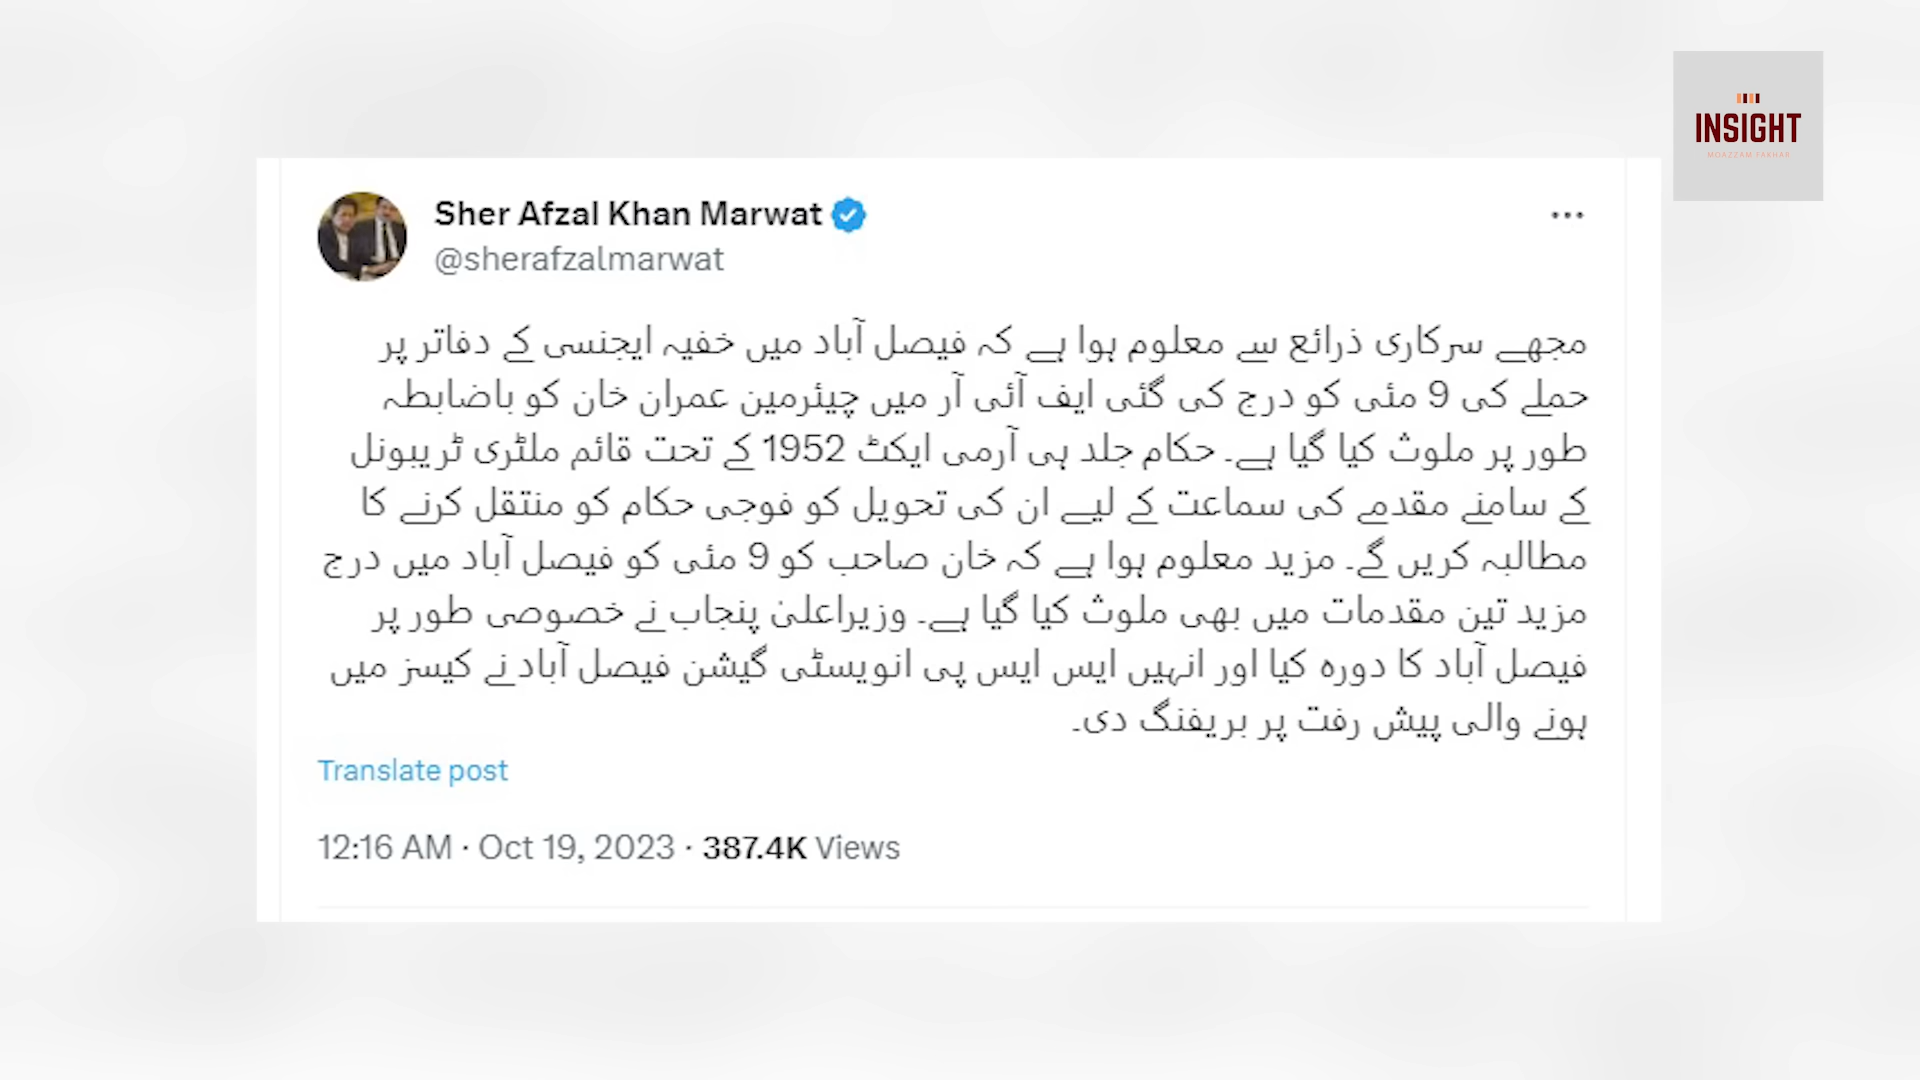 INSIGHT
MOAZZAM FAKHAR
Sher Afzal Khan Marwat
@sherafzalmarwat
مجھے سرکاری ذرائع سے معلوم ہوا ہے کہ فیصل آباد میں خفیہ ایجنسی کے دفاتر پر
حملے کی 9 مئی کو درج کی گئی ایف آئی آر میں چیئرمین عمران خان کو باضابطہ
طور پر ملوث کیا گیا ہے۔ حکام جلد ہی آرمی ایکٹ 1952 کے تحت قائم ملٹری ٹریبونل
کے سامنے مقدمے کی سماعت کے لیے ان کی تحویل کو فوجی حکام کو منتقل کرنے کا
مطالبہ کریں گے۔ مزید معلوم ہوا ہے کہ خان صاحب کو 9 مئی کو فیصل آباد میں درج
مزید تین مقدمات میں بھی ملوث کیا گیا ہے۔ وزیراعلیٰ پنجاب نے خصوصی طور پر
فیصل آباد کا دورہ کیا اور انہیں ایس ایس پی انویسٹی گیشن فیصل آباد نے کیسز میں
ہونے والی پیش رفت پر بریفنگ دی۔
Translate post
12:16 AM · Oct 19, 2023 · 387.4K Views